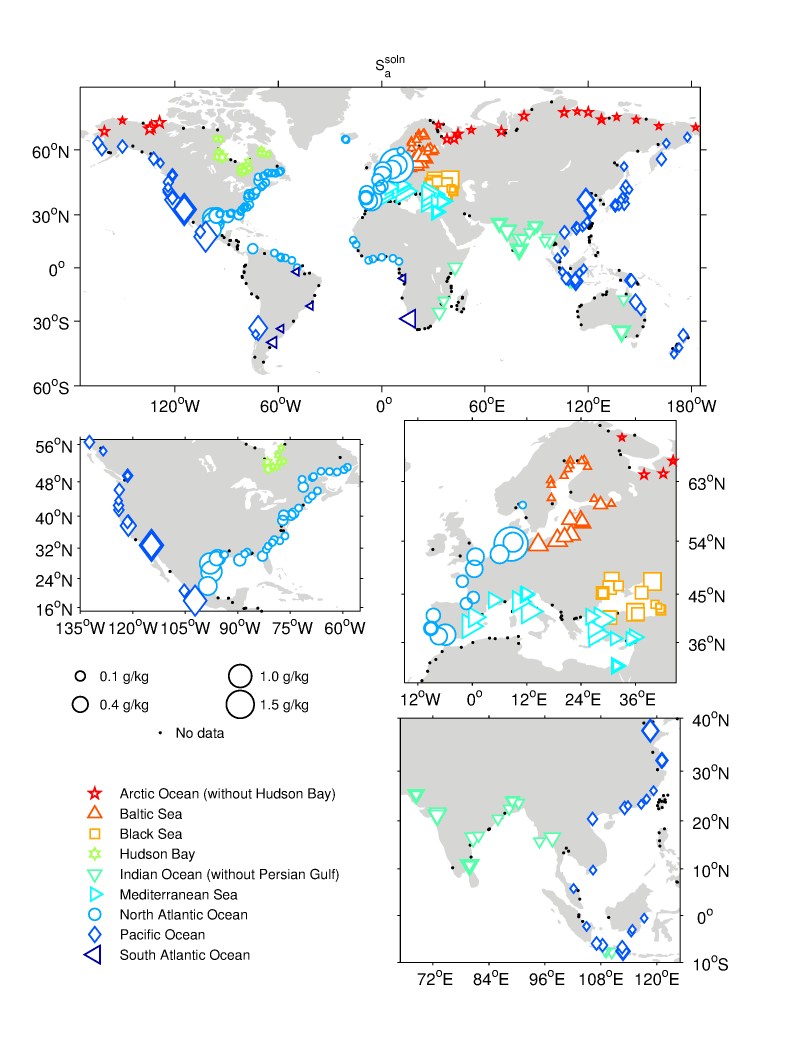 S_a^soln
60°N
30°N
0°
30°S
60°S
120°W 60°W 0° 60°E 120°E 180°W
56°N
48°N
40°N
32°N
24°N
16°N
135°W 120°W 105°W 90°W 75°W 60°W
63°N
54°N
45°N
36°N
12°W 0° 12°E 24°E 36°E
0.1 g/kg 1.0 g/kg
0.4 g/kg 1.5 g/kg
No data
40°N
30°N
20°N
10°N
0°
10°S
72°E 84°E 96°E 108°E 120°E
Arctic Ocean (without Hudson Bay)
Baltic Sea
Black Sea
Hudson Bay
Indian Ocean (without Persian Gulf)
Mediterranean Sea
North Atlantic Ocean
Pacific Ocean
South Atlantic Ocean